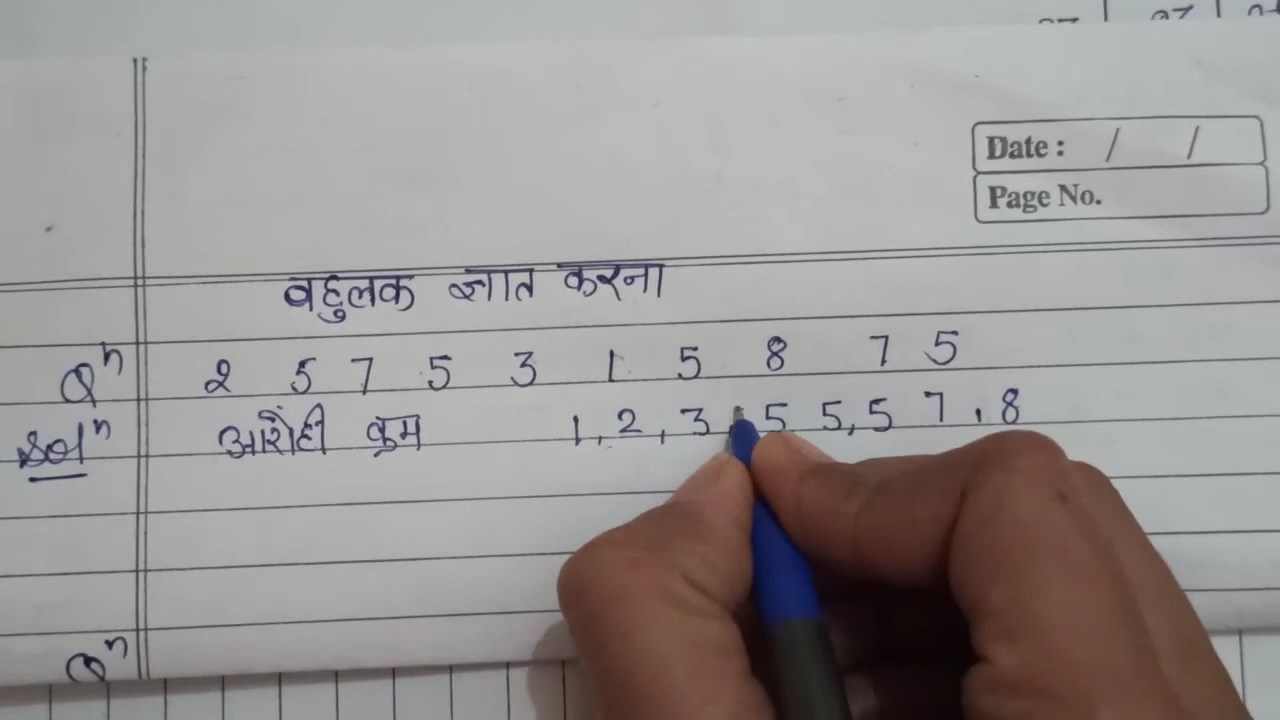 Date : / /
Page No.
वहुलक ज्ञात करना
Qⁿ 2 5 7 5 3 1 5 8 7 5
Solⁿ आरोही क्रम 1, 2, 3, 5 5, 5 7, 8
Qⁿ